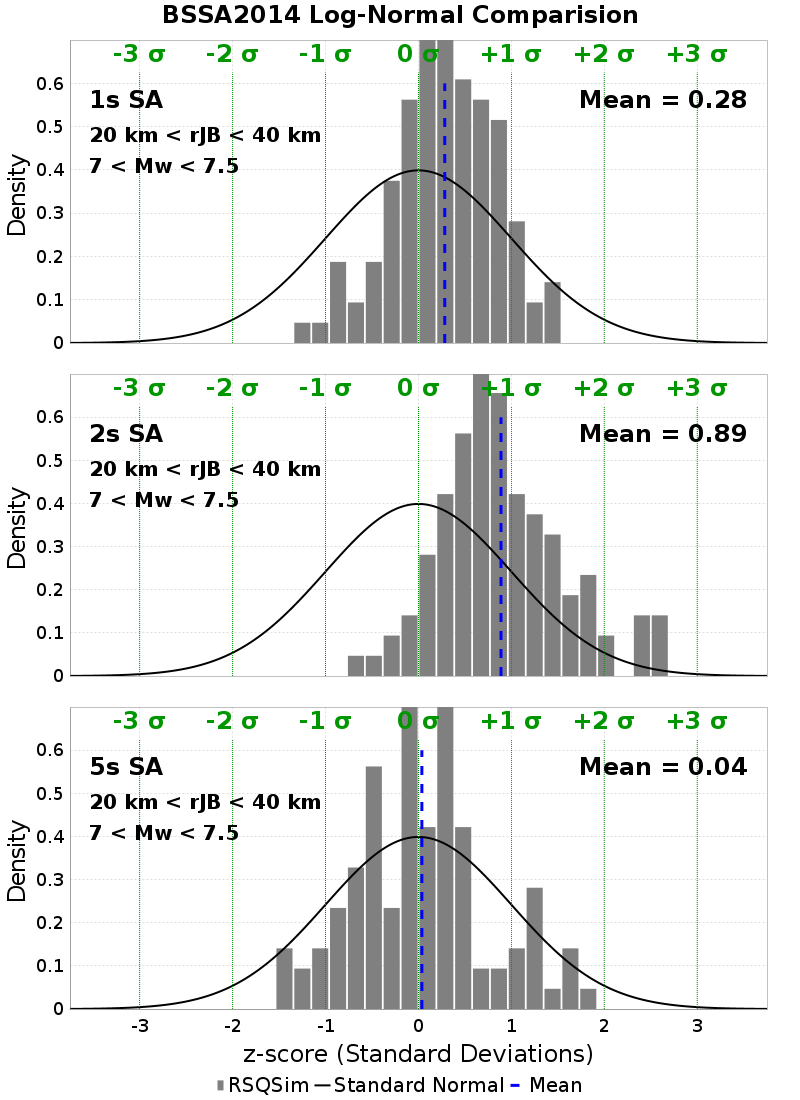 BSSA2014 Log-Normal Comparision
-3 σ -2 σ -1 σ 0 σ +1 σ +2 σ +3 σ
1s SA Mean = 0.28
20 km < rJB < 40 km
7 < Mw < 7.5
Density
0.6
0.5
0.4
0.3
0.2
0.1
0
-3 σ -2 σ -1 σ 0 σ +1 σ +2 σ +3 σ
2s SA Mean = 0.89
20 km < rJB < 40 km
7 < Mw < 7.5
Density
0.6
0.5
0.4
0.3
0.2
0.1
0
-3 σ -2 σ -1 σ 0 σ +1 σ +2 σ +3 σ
5s SA Mean = 0.04
20 km < rJB < 40 km
7 < Mw < 7.5
Density
0.6
0.5
0.4
0.3
0.2
0.1
0
-3 -2 -1 0 1 2 3
z-score (Standard Deviations)
RSQSim Standard Normal Mean